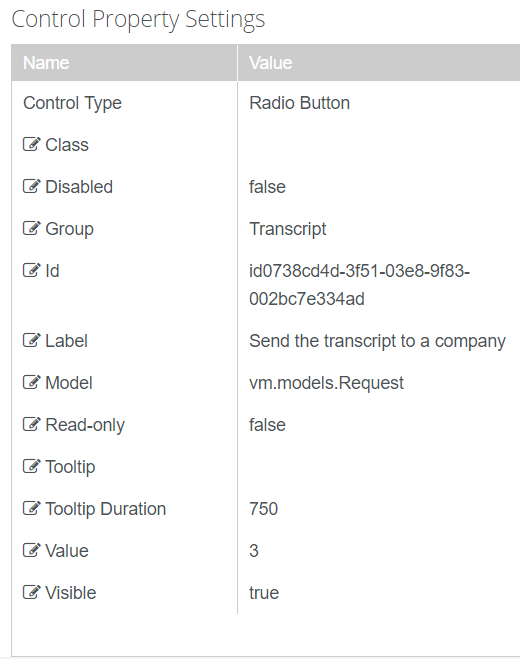 Control Property Settings
Name Value
Control Type Radio Button
Class
Disabled false
Group Transcript
Id id0738cd4d-3f51-03e8-9f83-
002bc7e334ad
Label Send the transcript to a company
Model vm.models.Request
Read-only false
Tooltip
Tooltip Duration 750
Value 3
Visible true